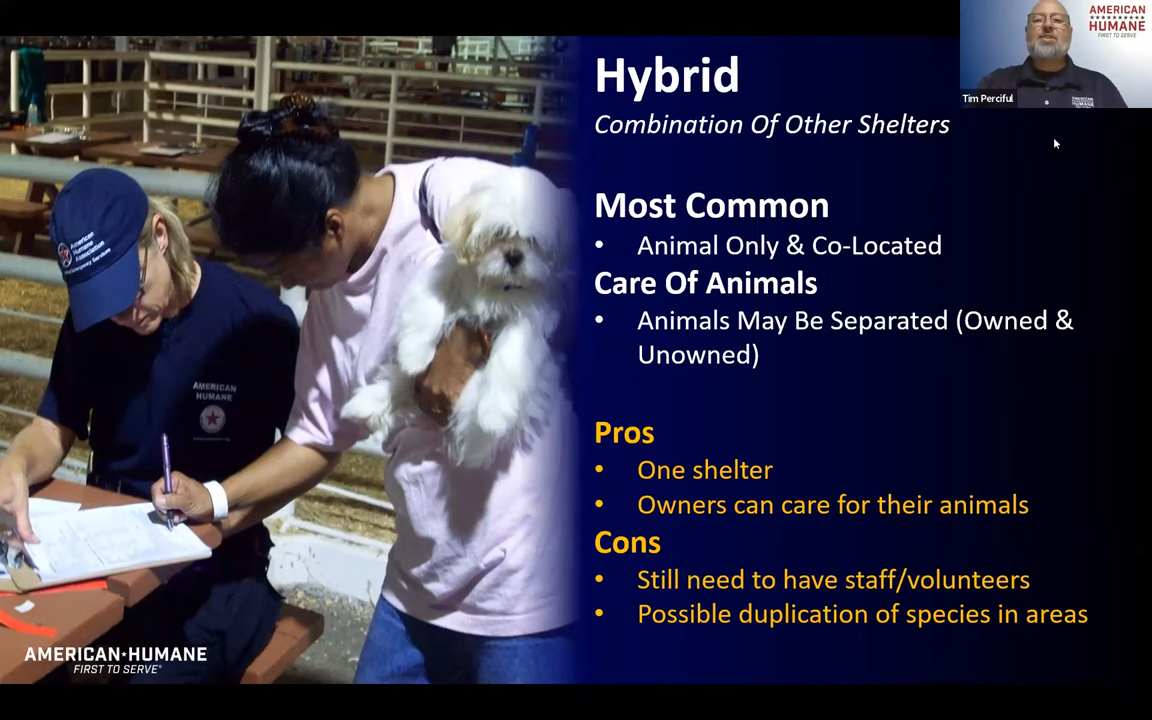 Hybrid
Combination Of Other Shelters
Most Common
• Animal Only & Co-Located
Care Of Animals
• Animals May Be Separated (Owned &
Unowned)
Pros
• One shelter
• Owners can care for their animals
Cons
• Still need to have staff/volunteers
• Possible duplication of species in areas
AMERICAN
HUMANE
FIRST TO SERVE
Tim Perciful
American
Humane
Association
AMERICAN
HUMANE
AMERICAN★HUMANE
FIRST TO SERVE®